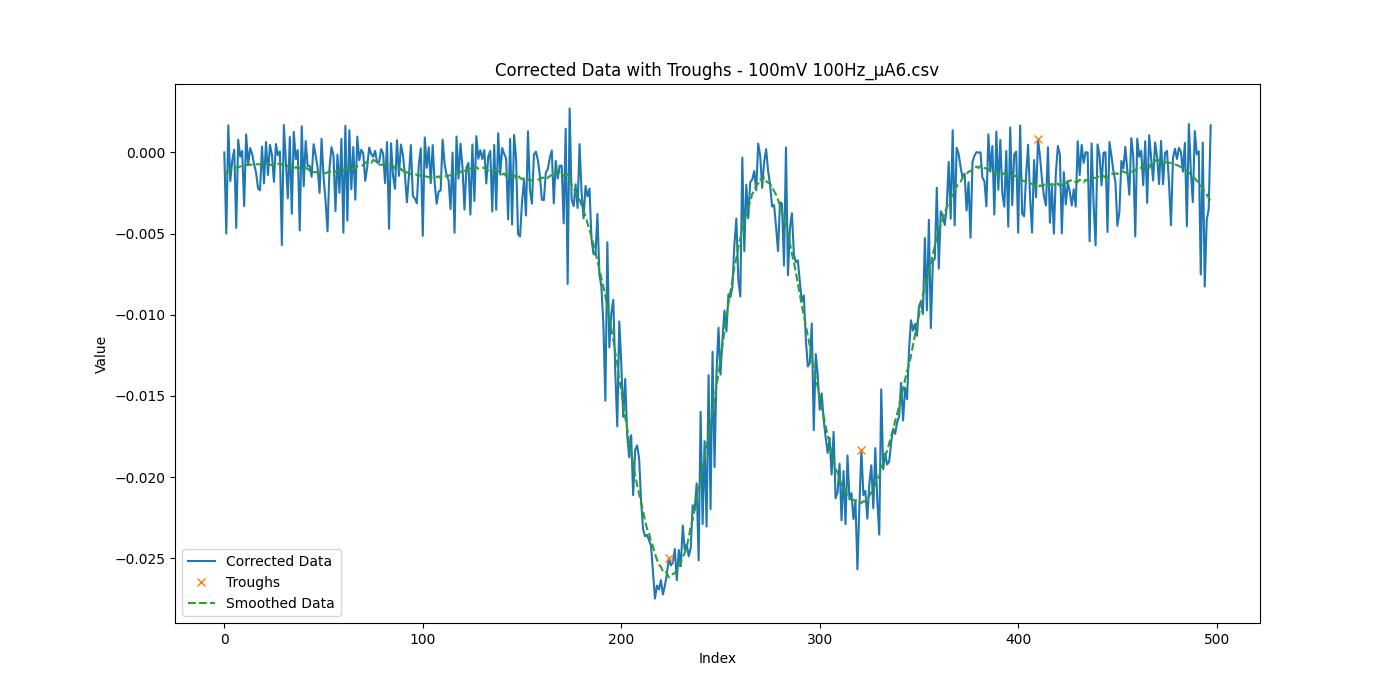 Corrected Data with Troughs - 100mV 100Hz_μA6.csv
Value
0.000
−0.005
−0.010
−0.015
−0.020
−0.025
Corrected Data
Troughs
Smoothed Data
0 100 200 300 400 500
Index